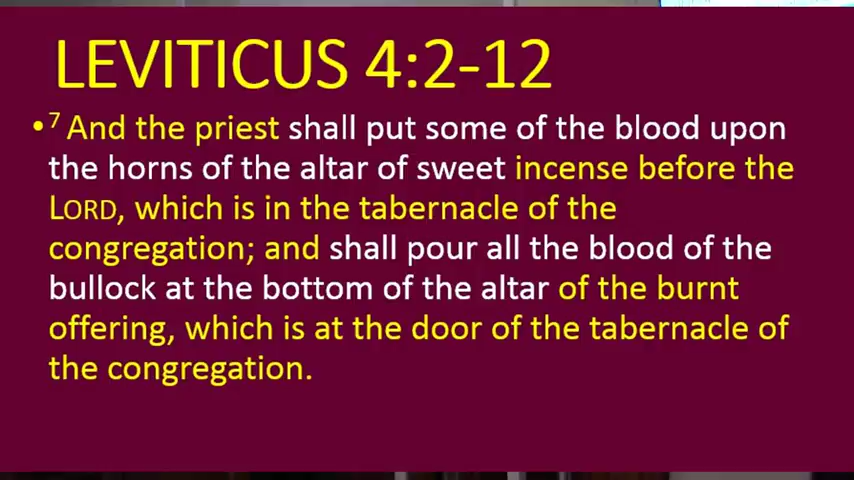 LEVITICUS 4:2-12
•⁷ And the priest shall put some of the blood upon
the horns of the altar of sweet incense before the
LORD, which is in the tabernacle of the
congregation; and shall pour all the blood of the
bullock at the bottom of the altar of the burnt
offering, which is at the door of the tabernacle of
the congregation.